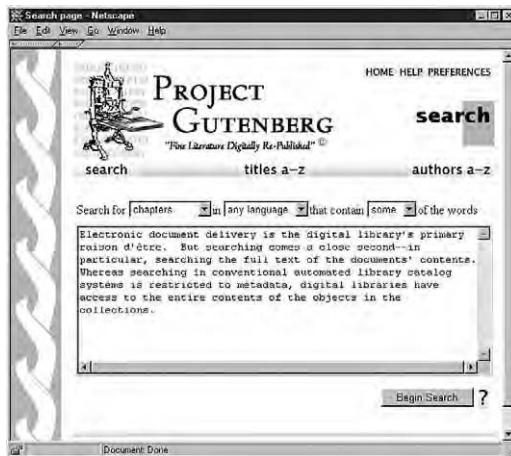 Search page - Netscape
File Edit View Go Window Help
HOME HELP PREFERENCES
PROJECT
GUTENBERG
"Fine Literature Digitally Re-Published" ©
search
search titles a-z authors a-z
Search for chapters in any language that contain some of the words
Electronic document delivery is the digital library's primary
raison d'être. But searching comes a close second--in
particular, searching the full text of the documents' contents.
Whereas searching in conventional automated library catalog
systems is restricted to metadata, digital libraries have
access to the entire contents of the objects in the
collections.
Begin Search ?
Document: Done